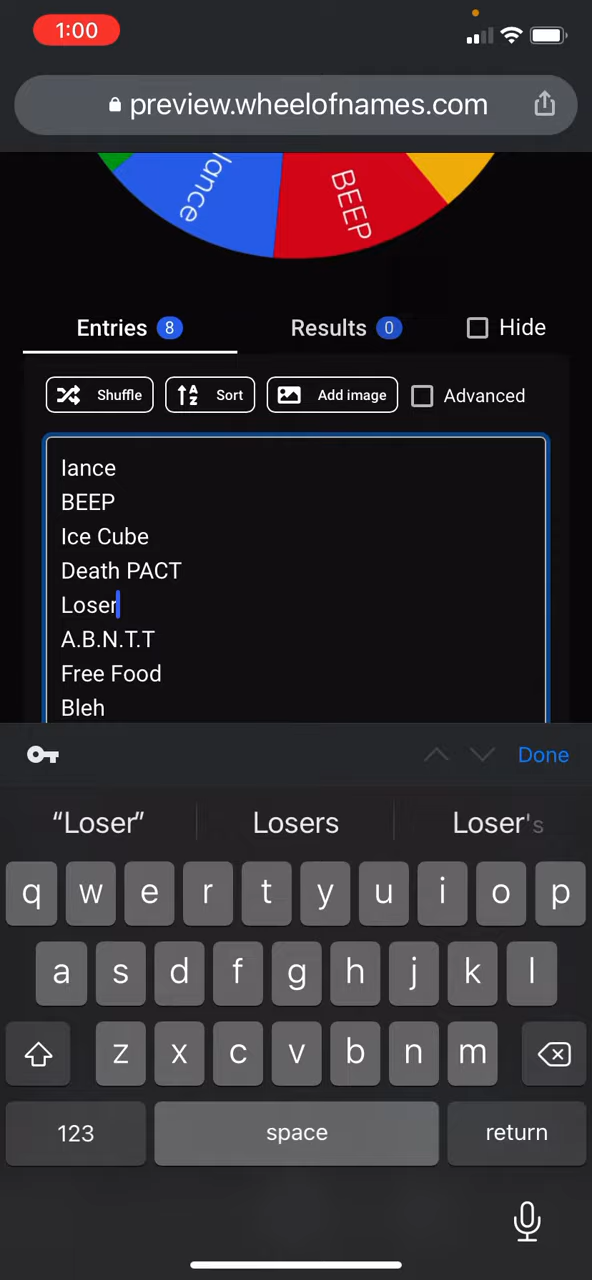 1:00
preview.wheelofnames.com
lance
BEEP
Entries 8
Results 0
Hide
Shuffle
Sort
Add image
Advanced
lance
BEEP
Ice Cube
Death PACT
Loser
A.B.N.T.T
Free Food
Bleh
Done
“Loser” Losers Loser's
q w e r t y u i o p
a s d f g h j k l
z x c v b n m
123 space return